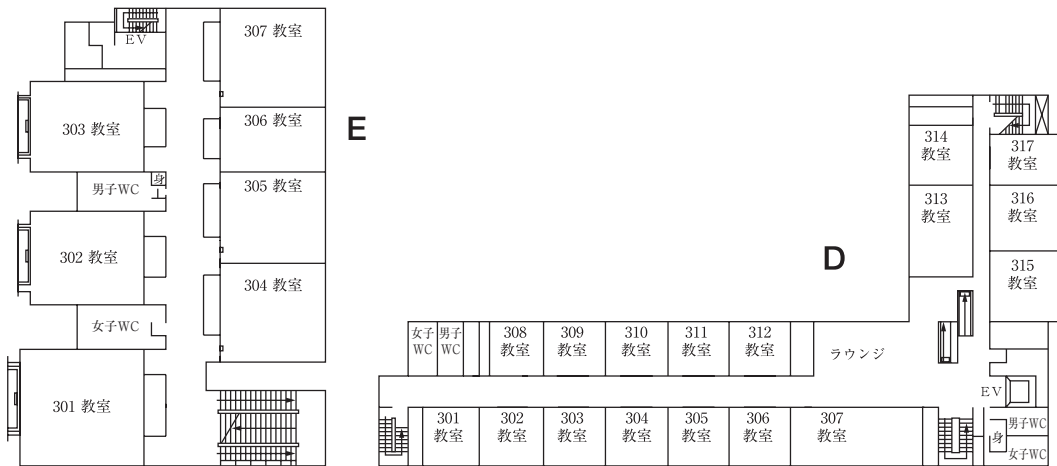 307 教室
EV
303 教室
306 教室
E
男子WC
身
305 教室
302 教室
304 教室
女子WC
301 教室
314
教室
317
教室
313
教室
316
教室
D
315
教室
女子
WC
男子
WC
308
教室
309
教室
310
教室
311
教室
312
教室
ラウンジ
EV
301
教室
302
教室
303
教室
304
教室
305
教室
306
教室
307
教室
男子WC
身
女子WC